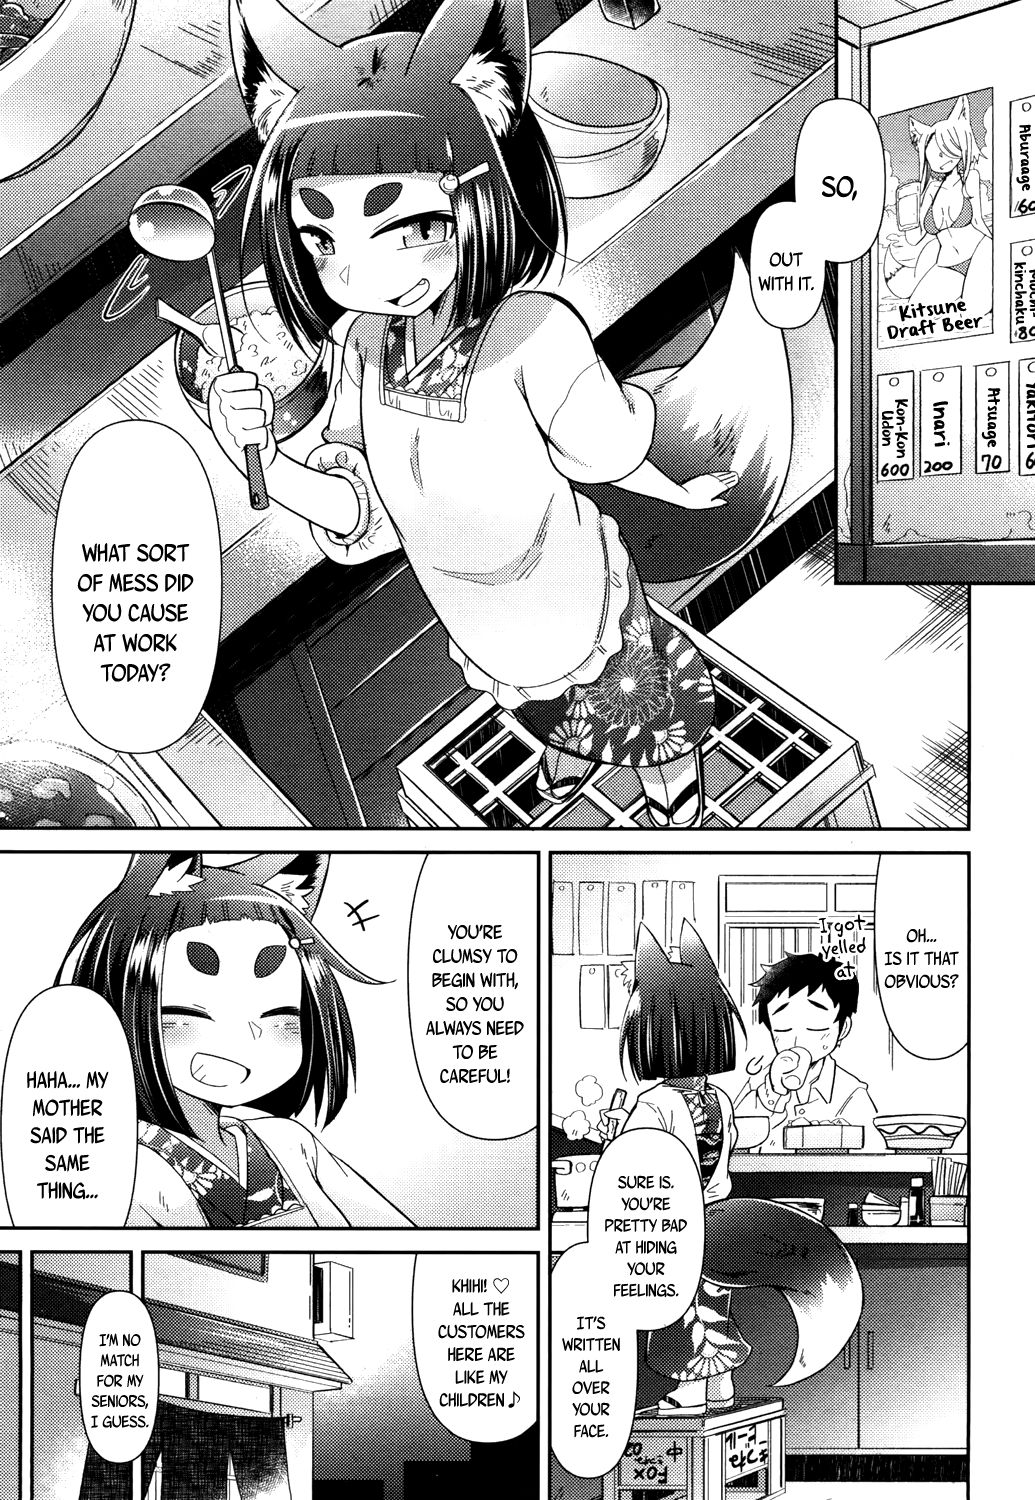 SO,
OUT
WITH IT.
Aburaage
60
kinchaku
80
Kitsune
Draft Beer
Kon-Kon
Udon
600
Inari
200
Atsuage
70
WHAT SORT
OF MESS DID
YOU CAUSE
AT WORK
TODAY?
OH...
IS IT THAT
OBVIOUS?
I got
yelled
at
SURE IS.
YOU'RE
PRETTY BAD
AT HIDING
YOUR
FEELINGS.
IT'S
WRITTEN
ALL
OVER
YOUR
FACE.
FOX
YOU'RE
CLUMSY TO
BEGIN WITH,
SO YOU
ALWAYS NEED
TO BE
CAREFUL!
HAHA... MY
MOTHER
SAID THE
SAME
THING...
KHIHI! ♡
ALL THE
CUSTOMERS
HERE ARE
LIKE MY
CHILDREN♪
I'M NO
MATCH
FOR MY
SENIORS,
I GUESS.